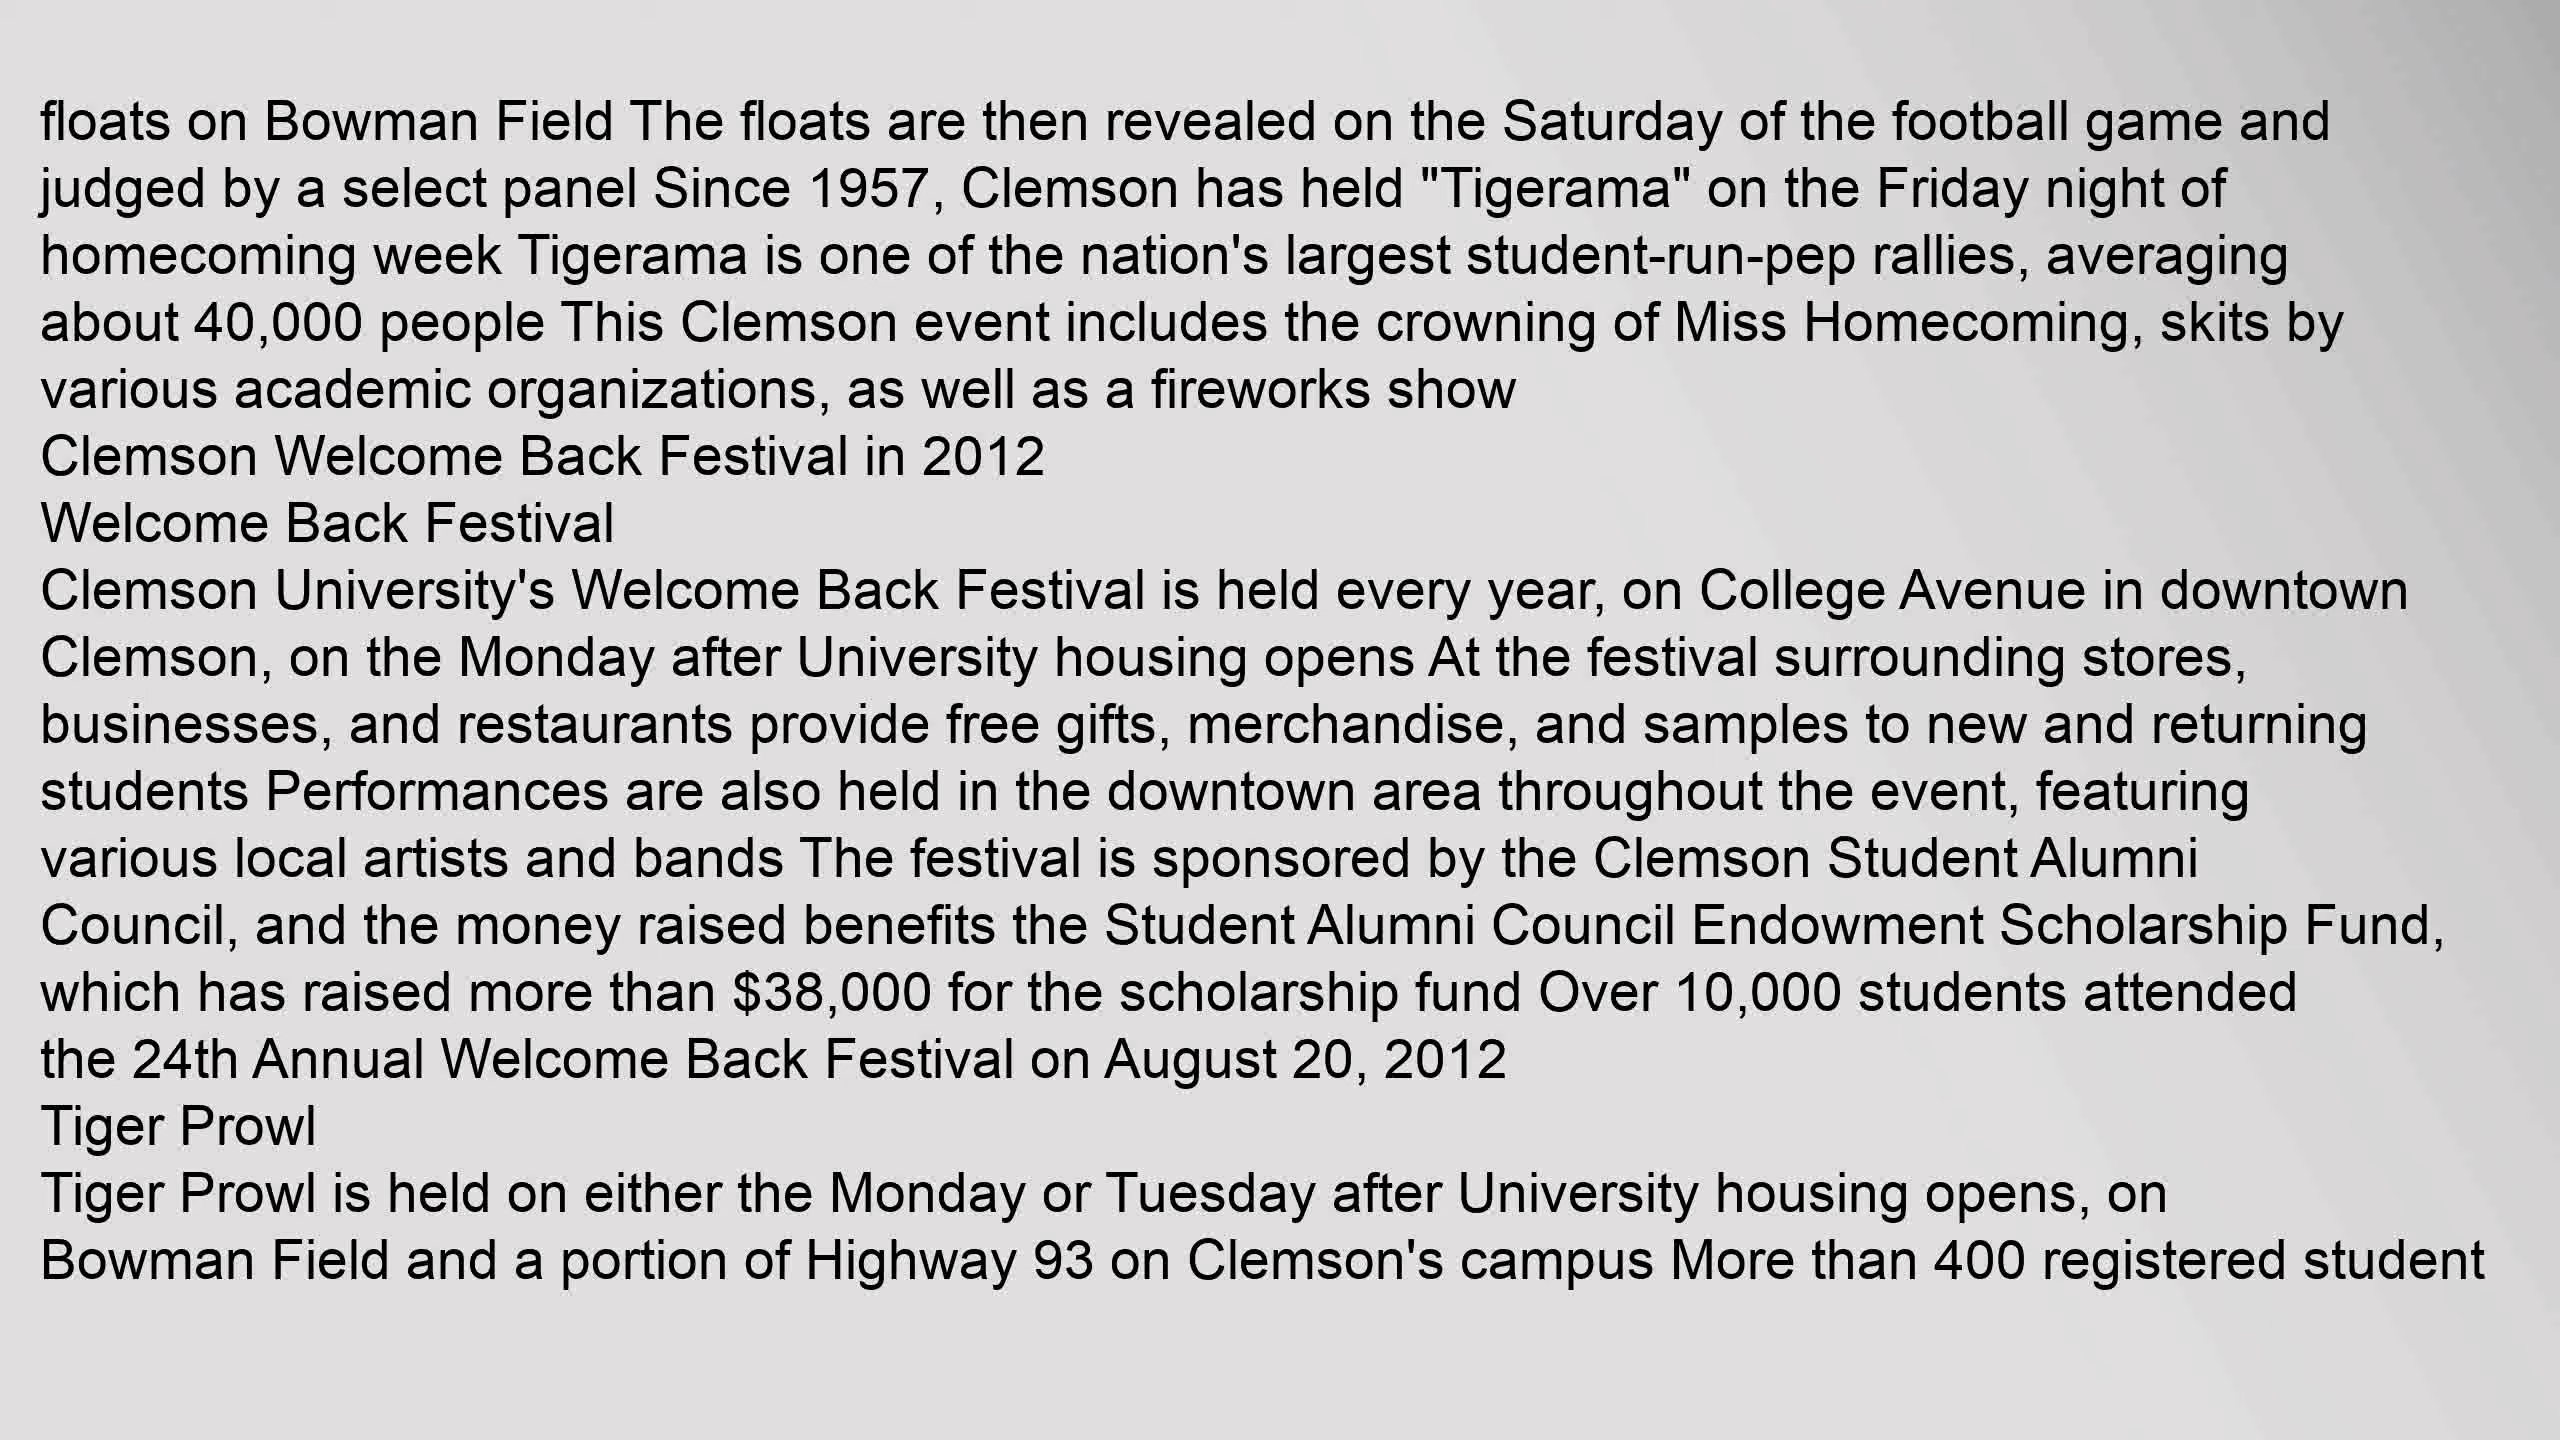 floats on Bowman Field The floats are then revealed on the Saturday of the football game and
judged by a select panel Since 1957, Clemson has held "Tigerama" on the Friday night of
homecoming week Tigerama is one of the nation's largest student-run-pep rallies, averaging
about 40,000 people This Clemson event includes the crowning of Miss Homecoming, skits by
various academic organizations, as well as a fireworks show
Clemson Welcome Back Festival in 2012
Welcome Back Festival
Clemson University's Welcome Back Festival is held every year, on College Avenue in downtown
Clemson, on the Monday after University housing opens At the festival surrounding stores,
businesses, and restaurants provide free gifts, merchandise, and samples to new and returning
students Performances are also held in the downtown area throughout the event, featuring
various local artists and bands The festival is sponsored by the Clemson Student Alumni
Council, and the money raised benefits the Student Alumni Council Endowment Scholarship Fund,
which has raised more than $38,000 for the scholarship fund Over 10,000 students attended
the 24th Annual Welcome Back Festival on August 20, 2012
Tiger Prowl
Tiger Prowl is held on either the Monday or Tuesday after University housing opens, on
Bowman Field and a portion of Highway 93 on Clemson's campus More than 400 registered student